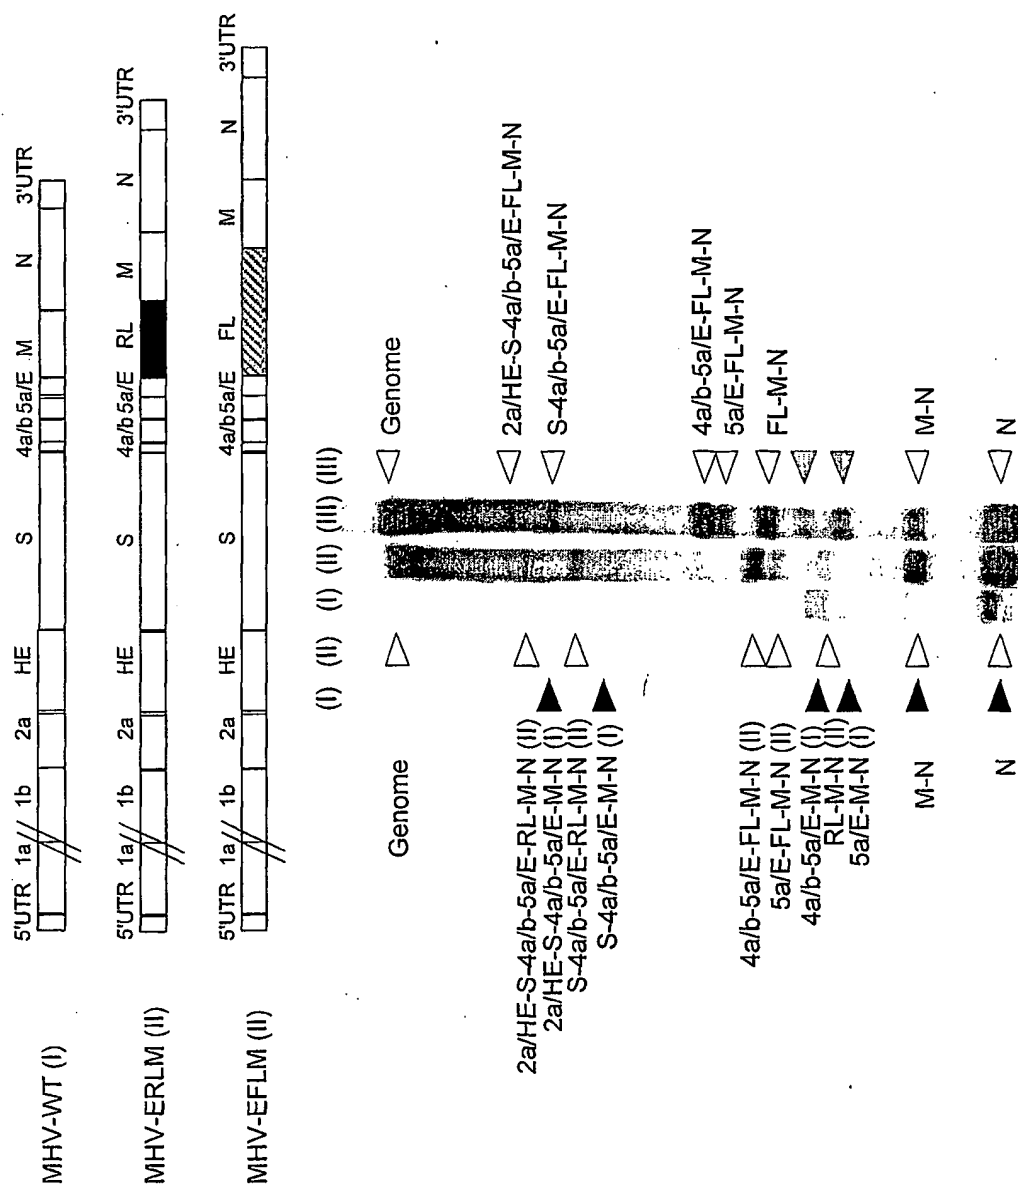 MHV-WT (I)
5'UTR 1a// 1b 2a HE S 4a/b 5a/E M N 3'UTR
MHV-ERLM (II)
5'UTR 1a// 1b 2a HE S 4a/b 5a/E RL M N 3'UTR
MHV-EFLM (II)
5'UTR 1a// 1b 2a HE S 4a/b 5a/E FL M N 3'UTR
(I) (II) (I) (II) (III) (III)
Genome
2a/HE-S-4a/b-5a/E-RL-M-N (II)
2a/HE-S-4a/b-5a/E-M-N (I)
S-4a/b-5a/E-RL-M-N (II)
S-4a/b-5a/E-M-N (I)
4a/b-5a/E-FL-M-N (II)
5a/E-FL-M-N (II)
4a/b-5a/E-M-N (I)
RL-M-N (II)
5a/E-M-N (I)
M-N
N
Genome
2a/HE-S-4a/b-5a/E-FL-M-N
S-4a/b-5a/E-FL-M-N
4a/b-5a/E-FL-M-N
5a/E-FL-M-N
FL-M-N
M-N
N